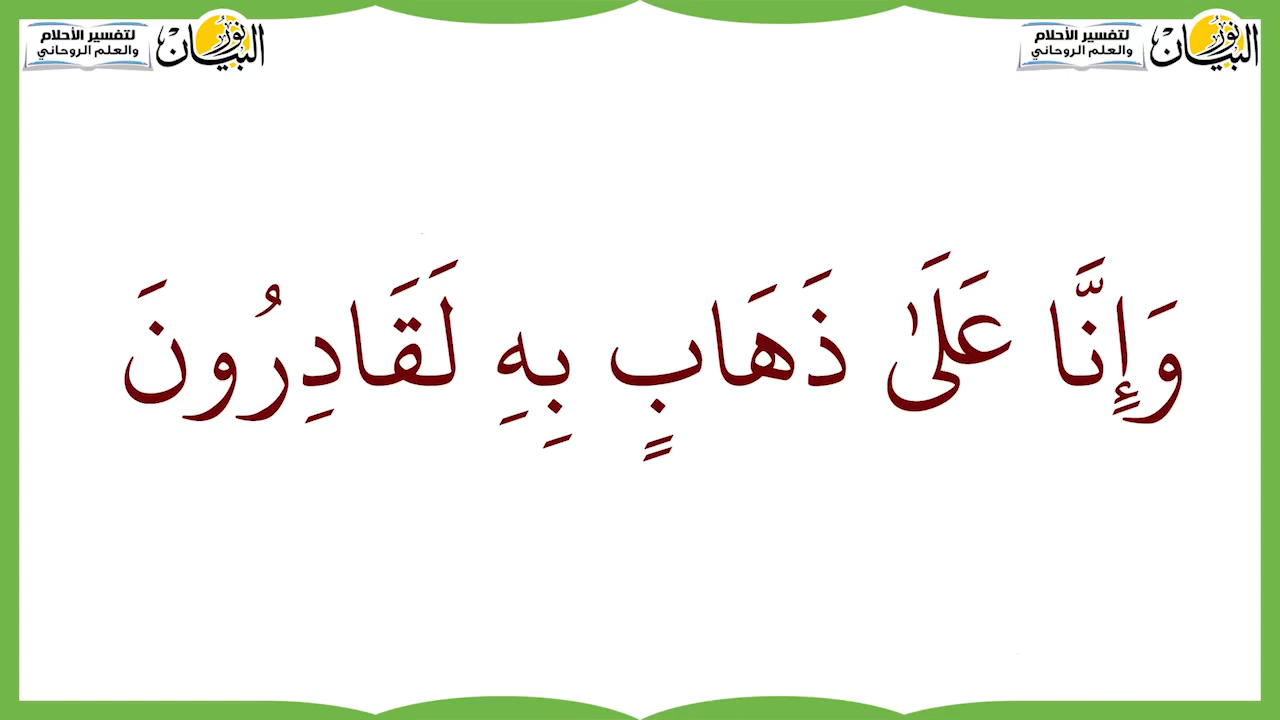 نور البيان
لتفسير الأحلام
والعلم الروحاني
نور البيان
لتفسير الأحلام
والعلم الروحاني
وَإِنَّا عَلَىٰ ذَهَابٍ بِهِ لَقَادِرُونَ